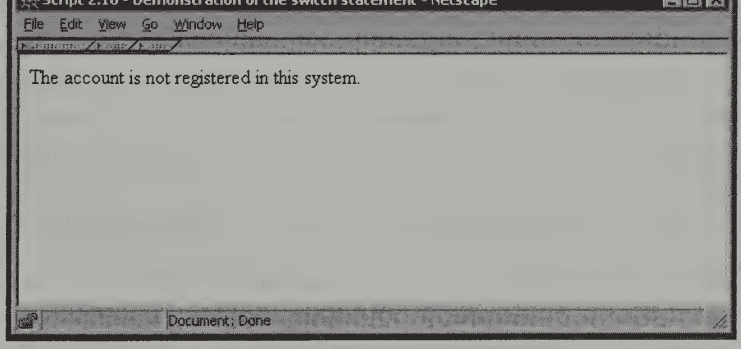 Script 2.16 - Demonstration of the switch statement - Netscape
File Edit View Go Window Help
The account is not registered in this system.
Document: Done